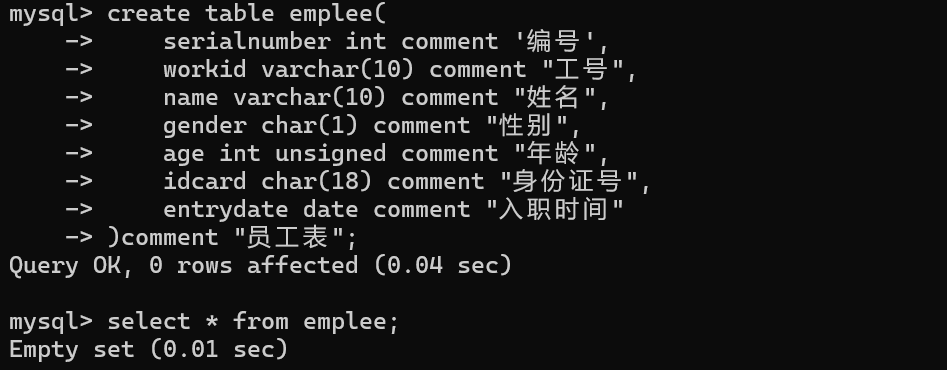 mysql> create table emplee(
    ->     serialnumber int comment '编号',
    ->     workid varchar(10) comment "工号",
    ->     name varchar(10) comment "姓名",
    ->     gender char(1) comment "性别",
    ->     age int unsigned comment "年龄",
    ->     idcard char(18) comment "身份证号",
    ->     entrydate date comment "入职时间"
    -> )comment "员工表";
Query OK, 0 rows affected (0.04 sec)
mysql> select * from emplee;
Empty set (0.01 sec)